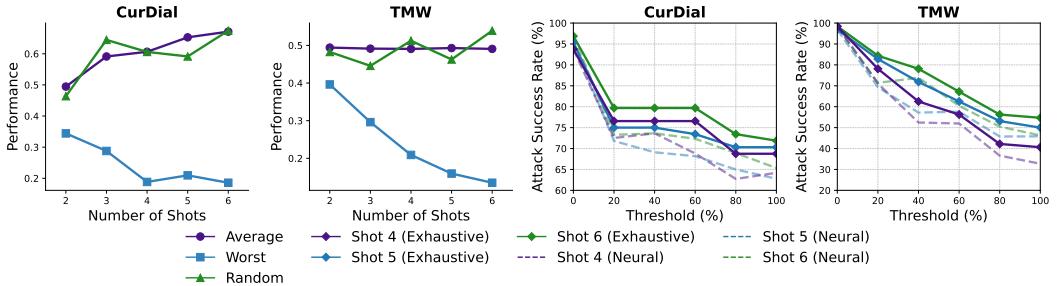 CurDial
TMW
CurDial
TMW
Performance
0.6
0.5
0.4
0.3
0.2
2 3 4 5 6
Number of Shots
Performance
0.5
0.4
0.3
0.2
2 3 4 5 6
Number of Shots
Attack Success Rate (%)
100
95
90
85
80
75
70
65
60
0 20 40 60 80 100
Threshold (%)
Attack Success Rate (%)
100
90
80
70
60
50
40
30
20
0 20 40 60 80 100
Threshold (%)
Average
Worst
Random
Shot 4 (Exhaustive)
Shot 5 (Exhaustive)
Shot 6 (Exhaustive)
Shot 4 (Neural)
Shot 5 (Neural)
Shot 6 (Neural)